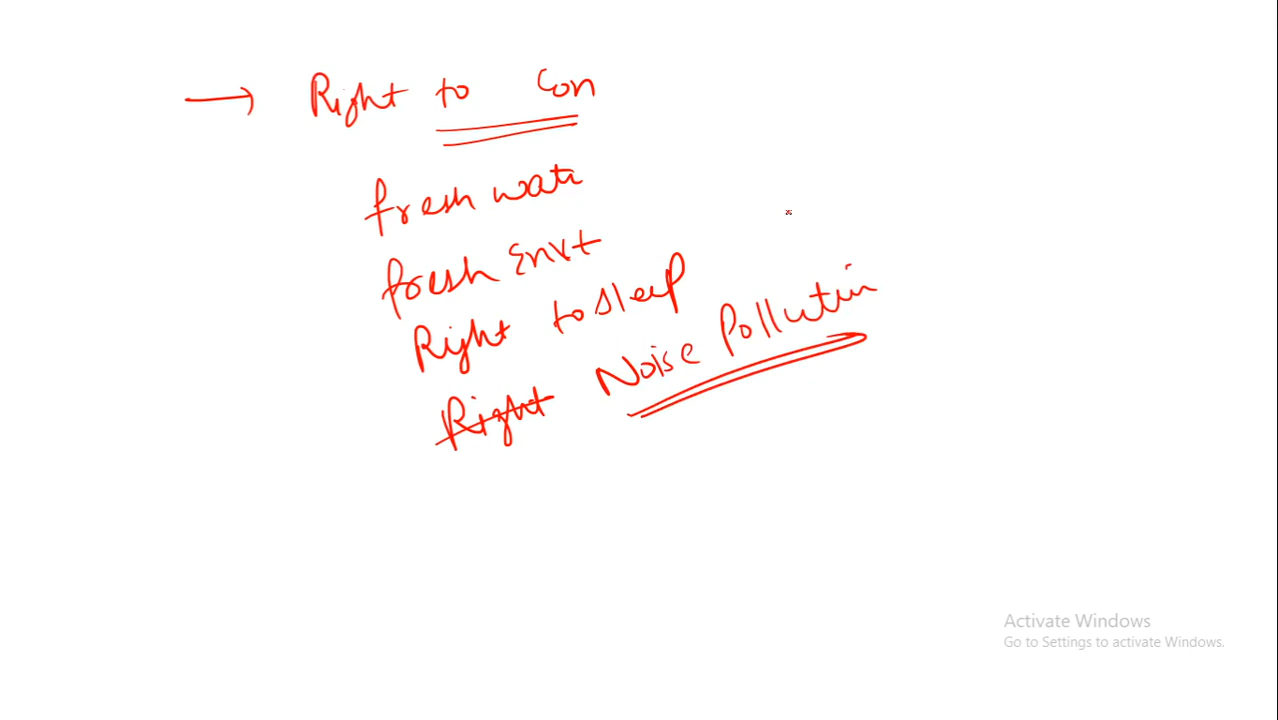 → Right to Con
fresh wate
fresh Envt
Right to sleep
Right Noise Pollution
Activate Windows
Go to Settings to activate Windows.